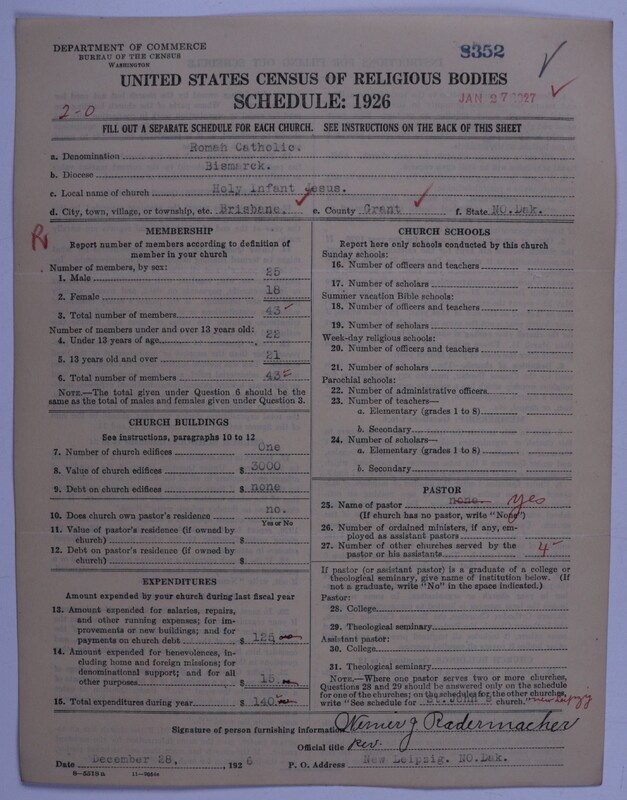 DEPARTMENT OF COMMERCE
BUREAU OF THE CENSUS
WASHINGTON
8352
UNITED STATES CENSUS OF RELIGIOUS BODIES
SCHEDULE: 1926
JAN 27 1927
2-0
FILL OUT A SEPARATE SCHEDULE FOR EACH CHURCH. SEE INSTRUCTIONS ON THE BACK OF THIS SHEET
a. Denomination Roman Catholic.
b. Diocese Bismarck.
c. Local name of church Holy Infant Jesus.
d. City, town, village, or township, etc. Brisbane. e. County Grant f. State NO.Dak.
MEMBERSHIP
Report number of members according to definition of
member in your church
Number of members, by sex:
1. Male 25
2. Female 18
3. Total number of members 43
Number of members under and over 13 years old:
4. Under 13 years of age 22
5. 13 years old and over 21
6. Total number of members 43
NOTE.—The total given under Question 6 should be
same as the total of males and females given under Question 3.
CHURCH BUILDINGS
See instructions, paragraphs 10 to 12
7. Number of church edifices One
8. Value of church edifices $ 3000
9. Debt on church edifices $ none
10. Does church own pastor's residence no.
Yes or No
11. Value of pastor's residence (if owned by
church) $
12. Debt on pastor's residence (if owned by
church) $
EXPENDITURES
Amount expended by your church during last fiscal year
13. Amount expended for salaries, repairs,
and other running expenses; for im-
provements or new buildings; and for
payments on church debt $ 125
14. Amount expended for benevolences, in-
cluding home and foreign missions; for
denominational support; and for all
other purposes $ 15
15. Total expenditures during year $ 140
CHURCH SCHOOLS
Report here only schools conducted by this church
Sunday schools:
16. Number of officers and teachers
17. Number of scholars
Summer vacation Bible schools:
18. Number of officers and teachers
19. Number of scholars
Week-day religious schools:
20. Number of officers and teachers
21. Number of scholars
Parochial schools:
22. Number of administrative officers
23. Number of teachers—
a. Elementary (grades 1 to 8)
b. Secondary
24. Number of scholars—
a. Elementary (grades 1 to 8)
b. Secondary
PASTOR
25. Name of pastor none. yes
(If church has no pastor, write "None")
26. Number of ordained ministers, if any, em-
ployed as assistant pastors
27. Number of other churches served by the
pastor or his assistants 4
If pastor (or assistant pastor) is a graduate of a college or
theological seminary, give name of institution below. (If
not a graduate, write "No" in the space indicated.)
Pastor:
28. College
29. Theological seminary
Assistant pastor:
30. College
31. Theological seminary
NOTE.—Where one pastor serves two or more churches,
Questions 28 and 29 should be answered only on the schedule
for one of the churches; on the schedules for the other churches,
write "See schedule for St. John's church." new Leipzig
Signature of person furnishing information Werner J Radermacher
Official title Rev.
Date December 28, 1926 P. O. Address New Leipzig. NO.Dak.